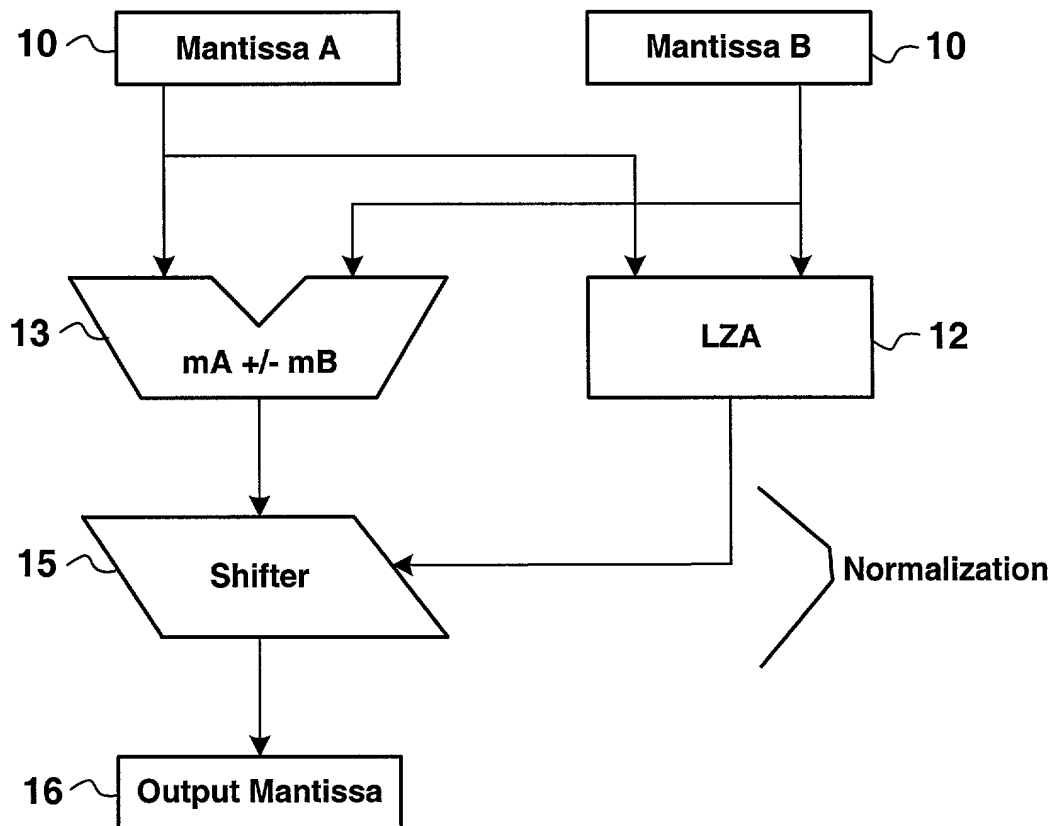 10
Mantissa A
Mantissa B
10
13
mA +/- mB
LZA
12
15
Shifter
Normalization
16
Output Mantissa